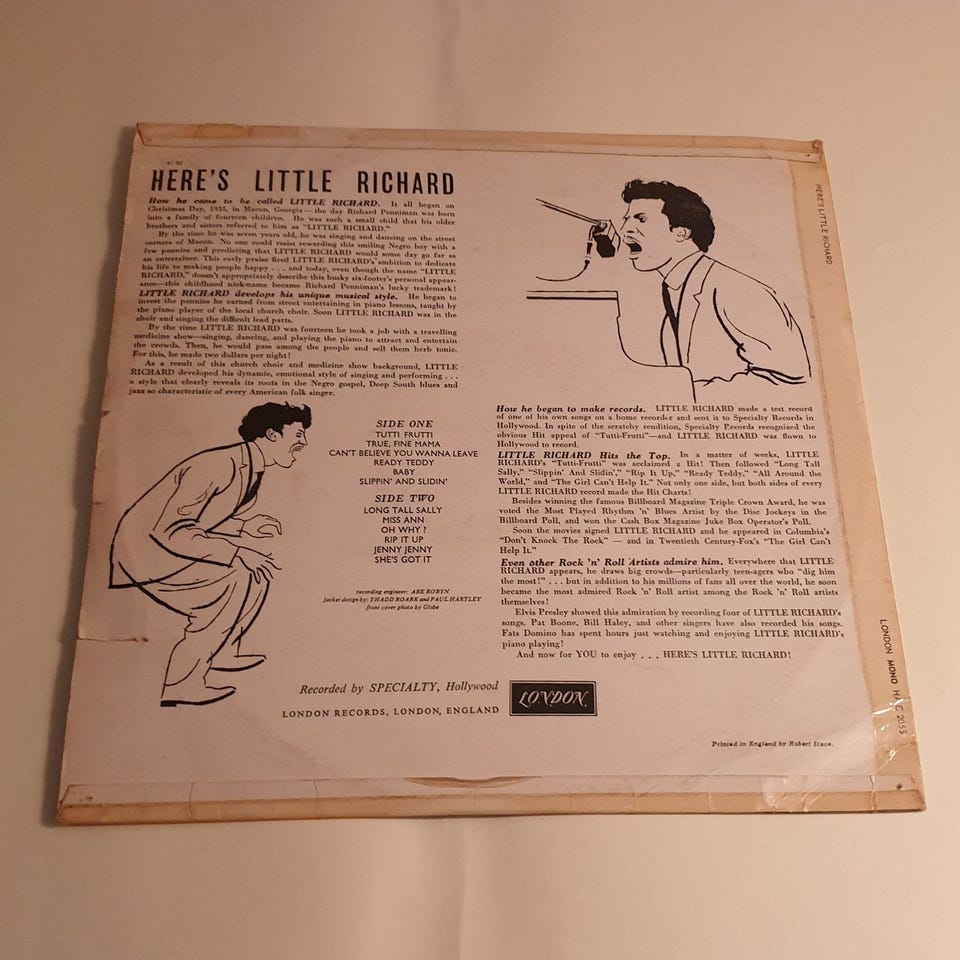 HERE'S LITTLE RICHARD
How he came to be called LITTLE RICHARD. It all began on
Christmas Day, 1935, in Macon, Georgia—the day Richard Penniman was born
into a family of fourteen children. He was such a small child that his older
brothers and sisters referred to him as "LITTLE RICHARD."
By the time he was seven years old, he was singing and dancing on the street
corners of Macon. No one could resist rewarding this smiling Negro boy with a
few pennies and predicting that LITTLE RICHARD would some day go far as
an entertainer. This early praise fired LITTLE RICHARD'S ambition to dedicate
his life to making people happy . . . and today, even though the name "LITTLE
RICHARD," doesn't appropriately describe this husky six-footer's personal appear-
ance—this childhood nick-name became Richard Penniman's lucky trademark!
LITTLE RICHARD develops his unique musical style. He began to
invest the pennies he earned from street entertaining in piano lessons, taught by
the piano player of the local church choir. Soon LITTLE RICHARD was in the
choir and singing the difficult lead parts.
By the time LITTLE RICHARD was fourteen he took a job with a travelling
medicine show—singing, dancing, and playing the piano to attract and entertain
the crowds. Then, he would pass among the people and sell them herb tonic.
For this, he made two dollars per night!
As a result of this church choir and medicine show background, LITTLE
RICHARD developed his dynamic, emotional style of singing and performing . . .
a style that clearly reveals its roots in the Negro gospel, Deep South blues and
jazz so characteristic of every American folk singer.
SIDE ONE
TUTTI FRUTTI
TRUE, FINE MAMA
CAN'T BELIEVE YOU WANNA LEAVE
READY TEDDY
BABY
SLIPPIN' AND SLIDIN'
SIDE TWO
LONG TALL SALLY
MISS ANN
OH WHY ?
RIP IT UP
JENNY JENNY
SHE'S GOT IT
recording engineer: ABE ROBYN
jacket design by: THADD ROARK and PAUL HARTLEY
front cover photo by Globe
How he began to make records. LITTLE RICHARD made a test record
of one of his own songs on a home recorder and sent it to Specialty Records in
Hollywood. In spite of the scratchy rendition, Specialty Records recognized the
obvious Hit appeal of "Tutti-Frutti"—and LITTLE RICHARD was flown to
Hollywood to record.
LITTLE RICHARD Hits the Top. In a matter of weeks, LITTLE
RICHARD's "Tutti-Frutti" was acclaimed a Hit! Then followed "Long Tall
Sally," "Slippin' And Slidin'," "Rip It Up," "Ready Teddy," "All Around the
World," and "The Girl Can't Help It." Not only one side, but both sides of every
LITTLE RICHARD record made the Hit Charts!
Besides winning the famous Billboard Magazine Triple Crown Award, he was
voted the Most Played Rhythm 'n' Blues Artist by the Disc Jockeys in the
Billboard Poll, and won the Cash Box Magazine Juke Box Operator's Poll.
Soon the movies signed LITTLE RICHARD and he appeared in Columbia's
"Don't Knock The Rock" — and in Twentieth Century-Fox's "The Girl Can't
Help It."
Even other Rock 'n' Roll Artists admire him. Everywhere that LITTLE
RICHARD appears, he draws big crowds—particularly teen-agers who "dig him
the most!" . . . but in addition to his millions of fans all over the world, he soon
became the most admired Rock 'n' Roll artist among the Rock 'n' Roll artists
themselves!
Elvis Presley showed this admiration by recording four of LITTLE RICHARD's
songs. Pat Boone, Bill Haley, and other singers have also recorded his songs.
Fats Domino has spent hours just watching and enjoying LITTLE RICHARD's
piano playing!
And now for YOU to enjoy . . . HERE'S LITTLE RICHARD!
Recorded by SPECIALTY, Hollywood
LONDON RECORDS, LONDON, ENGLAND
LONDON
Printed in England by Robert Stace.
HERE'S LITTLE RICHARD
LONDON MONO HA-C 2055